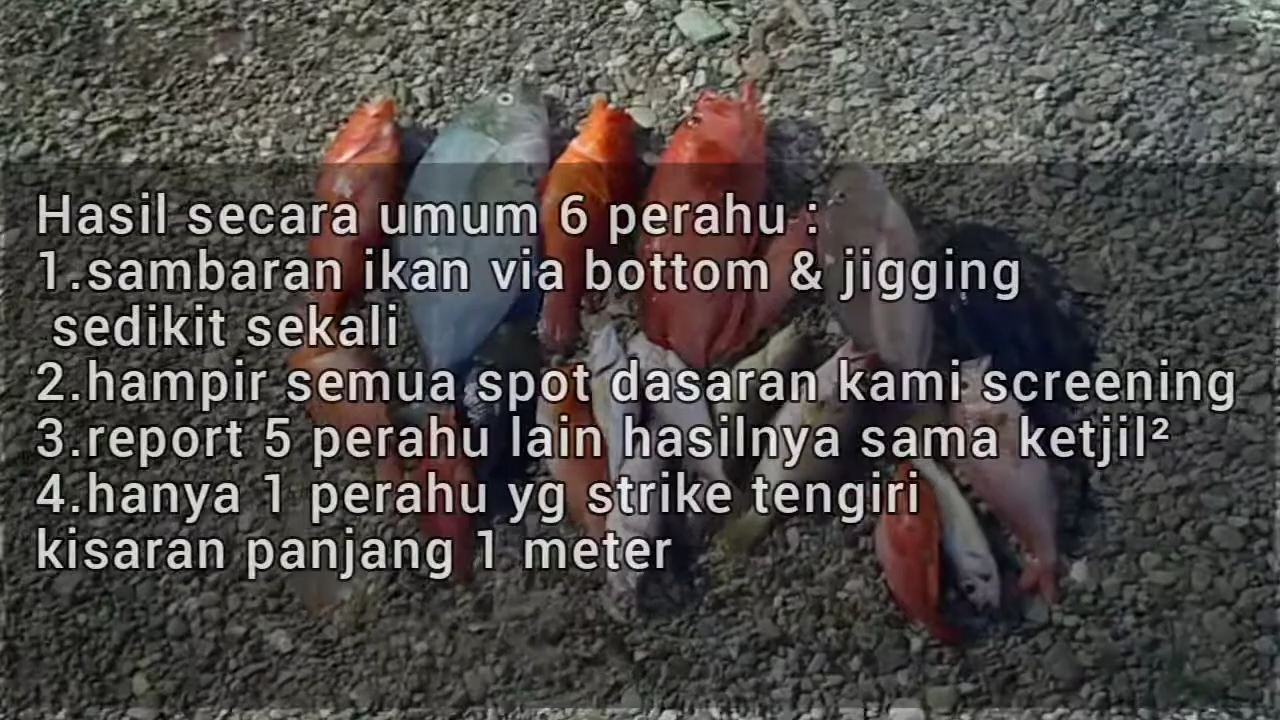 Hasil secara umum 6 perahu :
1.sambaran ikan via bottom & jigging
sedikit sekali
2.hampir semua spot dasaran kami screening
3.report 5 perahu lain hasilnya sama ketjil²
4.hanya 1 perahu yg strike tengiri
kisaran panjang 1 meter